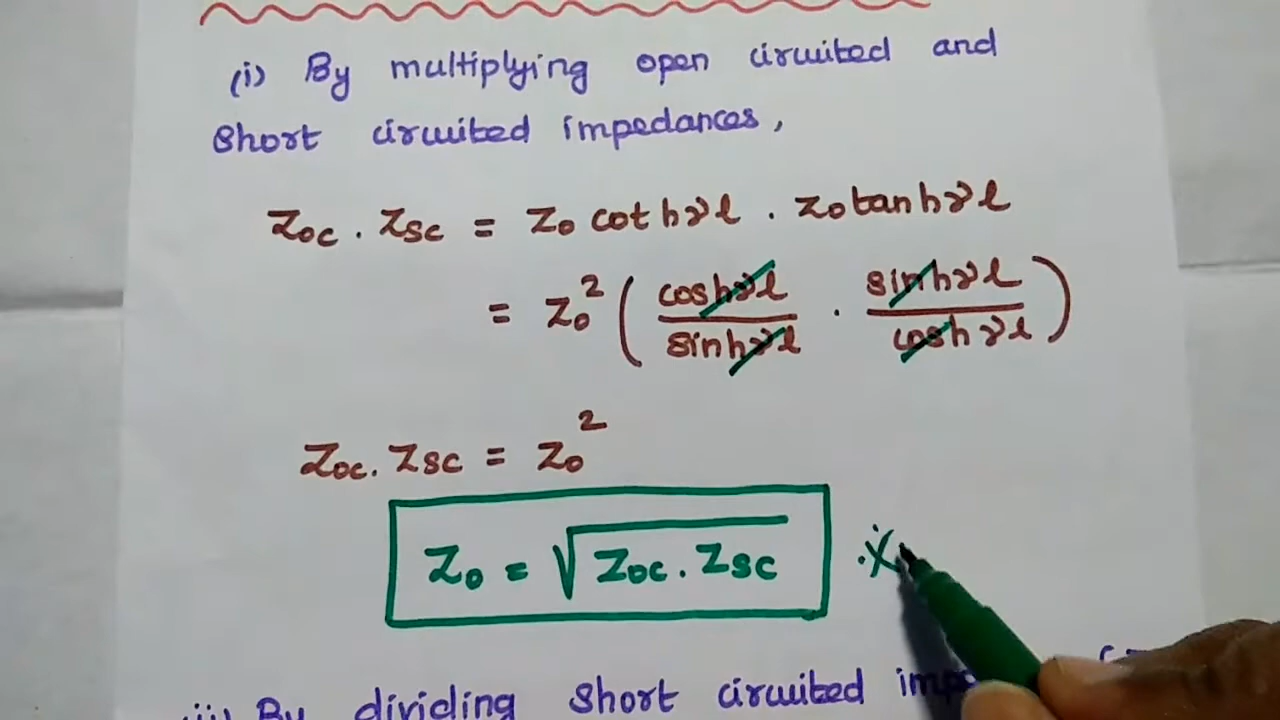 (i) By multiplying open circuited and
short circuited impedances,
Zoc . Zsc = Zo coth γl . Zo tanh γl
= Zo² ( cosh γl / sinh γl . sinh γl / cosh γl )
Zoc . Zsc = Zo²
Zo = √Zoc . Zsc
(ii) By dividing short circuited